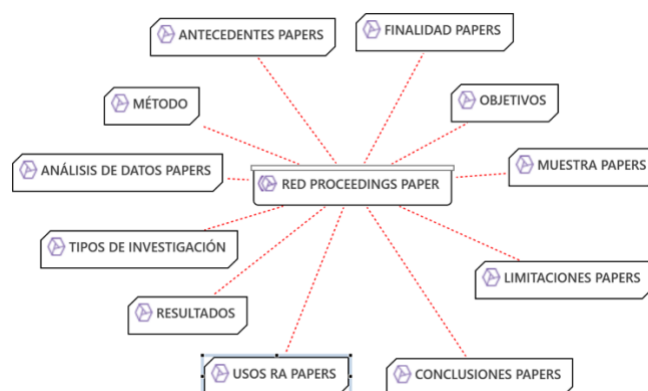 ANTECEDENTES PAPERS
FINALIDAD PAPERS
MÉTODO
OBJETIVOS
ANÁLISIS DE DATOS PAPERS
RED PROCEEDINGS PAPER
MUESTRA PAPERS
TIPOS DE INVESTIGACIÓN
LIMITACIONES PAPERS
RESULTADOS
USOS RA PAPERS
CONCLUSIONES PAPERS